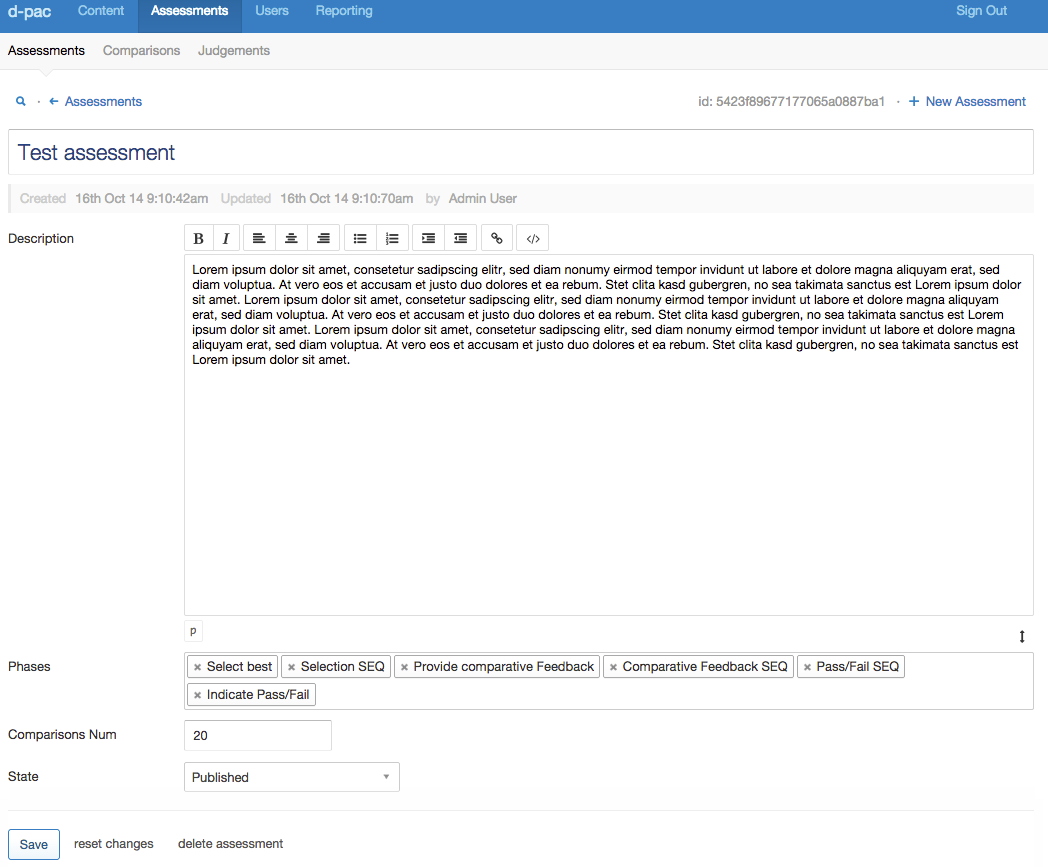 d-pac Content Assessments Users Reporting Sign Out
Assessments Comparisons Judgements
← Assessments id: 5423f89677177065a0887ba1 · + New Assessment
Test assessment
Created 16th Oct 14 9:10:42am Updated 16th Oct 14 9:10:70am by Admin User
Description B I </>
Lorem ipsum dolor sit amet, consetetur sadipscing elitr, sed diam nonumy eirmod tempor invidunt ut labore et dolore magna aliquyam erat, sed
diam voluptua. At vero eos et accusam et justo duo dolores et ea rebum. Stet clita kasd gubergren, no sea takimata sanctus est Lorem ipsum dolor
sit amet. Lorem ipsum dolor sit amet, consetetur sadipscing elitr, sed diam nonumy eirmod tempor invidunt ut labore et dolore magna aliquyam
erat, sed diam voluptua. At vero eos et accusam et justo duo dolores et ea rebum. Stet clita kasd gubergren, no sea takimata sanctus est Lorem
ipsum dolor sit amet. Lorem ipsum dolor sit amet, consetetur sadipscing elitr, sed diam nonumy eirmod tempor invidunt ut labore et dolore magna
aliquyam erat, sed diam voluptua. At vero eos et accusam et justo duo dolores et ea rebum. Stet clita kasd gubergren, no sea takimata sanctus est
Lorem ipsum dolor sit amet.
p
Phases × Select best × Selection SEQ × Provide comparative Feedback × Comparative Feedback SEQ × Pass/Fail SEQ
× Indicate Pass/Fail
Comparisons Num 20
State Published
Save reset changes delete assessment